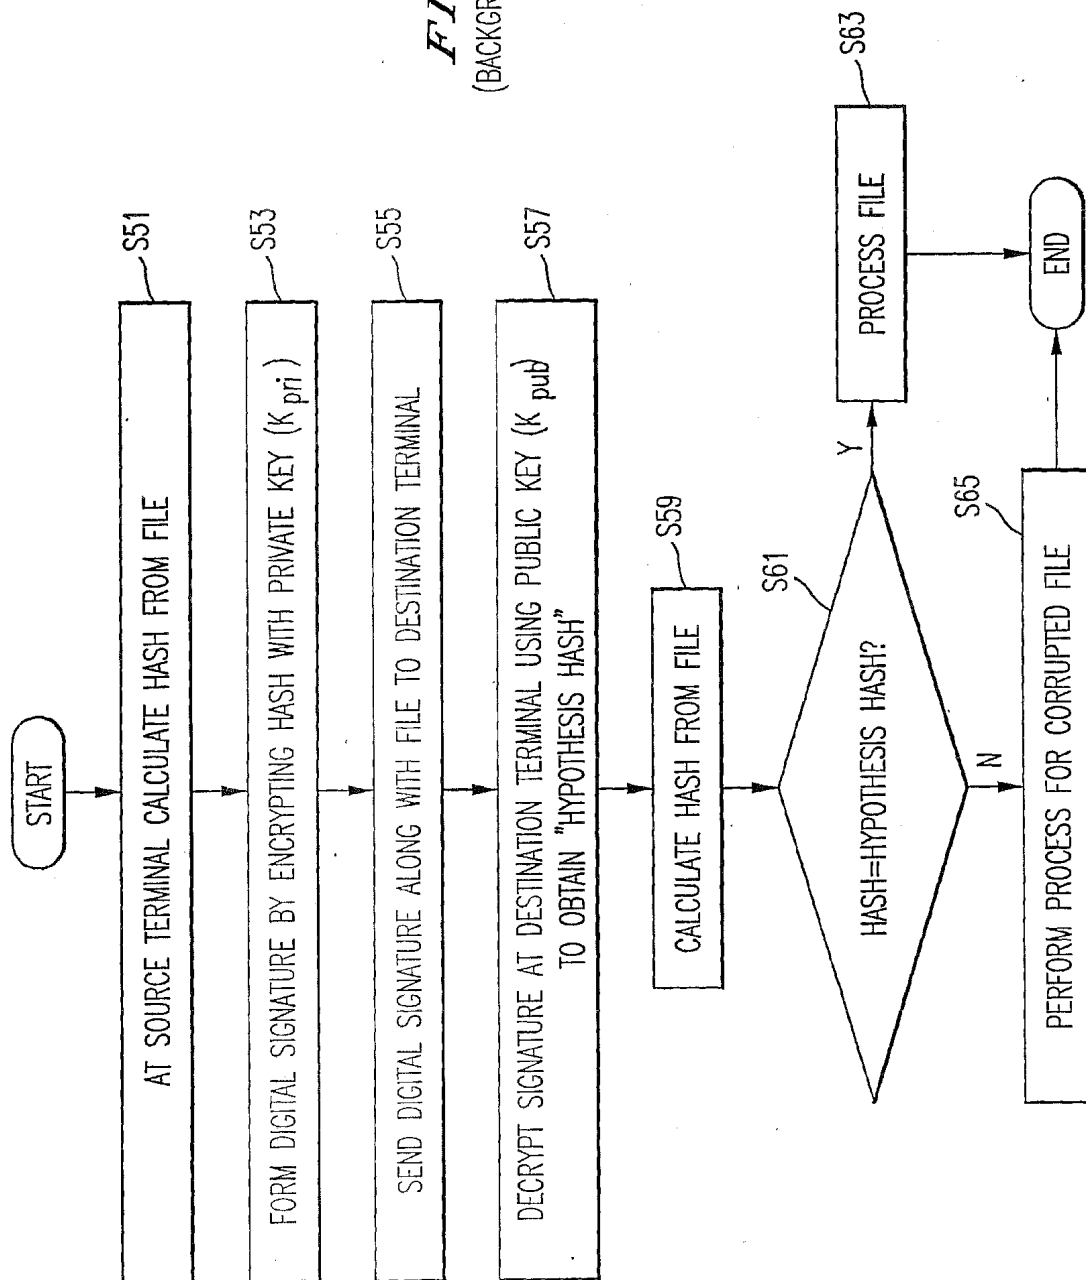 START
AT SOURCE TERMINAL CALCULATE HASH FROM FILE
S51
FORM DIGITAL SIGNATURE BY ENCRYPTING HASH WITH PRIVATE KEY (K pri)
S53
SEND DIGITAL SIGNATURE ALONG WITH FILE TO DESTINATION TERMINAL
S55
DECRYPT SIGNATURE AT DESTINATION TERMINAL USING PUBLIC KEY (K pub)
TO OBTAIN "HYPOTHESIS HASH"
S57
CALCULATE HASH FROM FILE
S59
HASH=HYPOTHESIS HASH?
S61
Y
PROCESS FILE
S63
N
PERFORM PROCESS FOR CORRUPTED FILE
S65
END